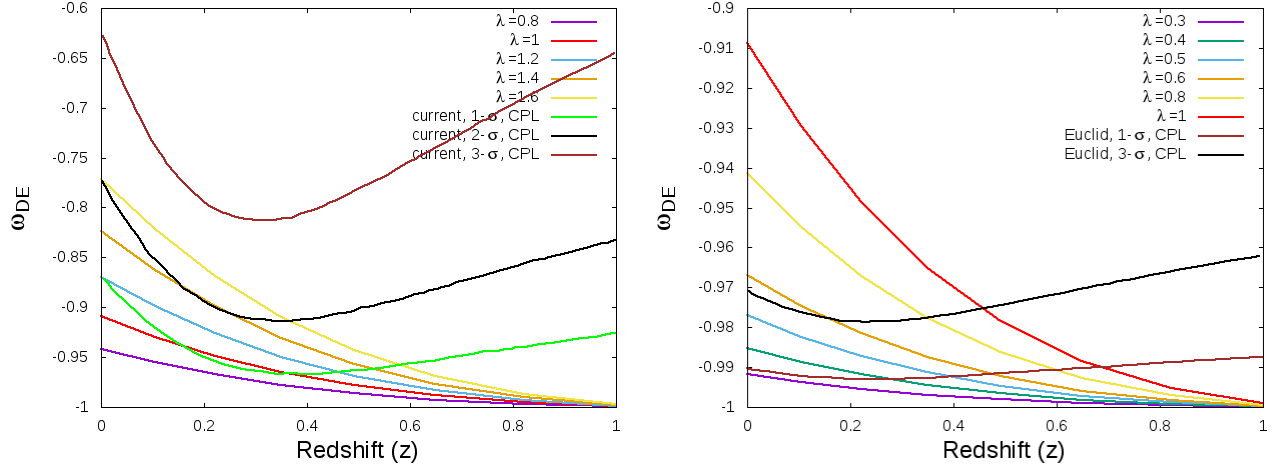 -0.6
-0.65
-0.7
-0.75
-0.8
-0.85
-0.9
-0.95
-1
ω_DE
λ=0.8
λ=1
λ=1.2
λ=1.4
λ=1.6
current, 1-σ, CPL
current, 2-σ, CPL
current, 3-σ, CPL
0 0.2 0.4 0.6 0.8 1
Redshift (z)
-0.9
-0.91
-0.92
-0.93
-0.94
-0.95
-0.96
-0.97
-0.98
-0.99
-1
ω_DE
λ=0.3
λ=0.4
λ=0.5
λ=0.6
λ=0.8
λ=1
Euclid, 1-σ, CPL
Euclid, 3-σ, CPL
0 0.2 0.4 0.6 0.8 1
Redshift (z)